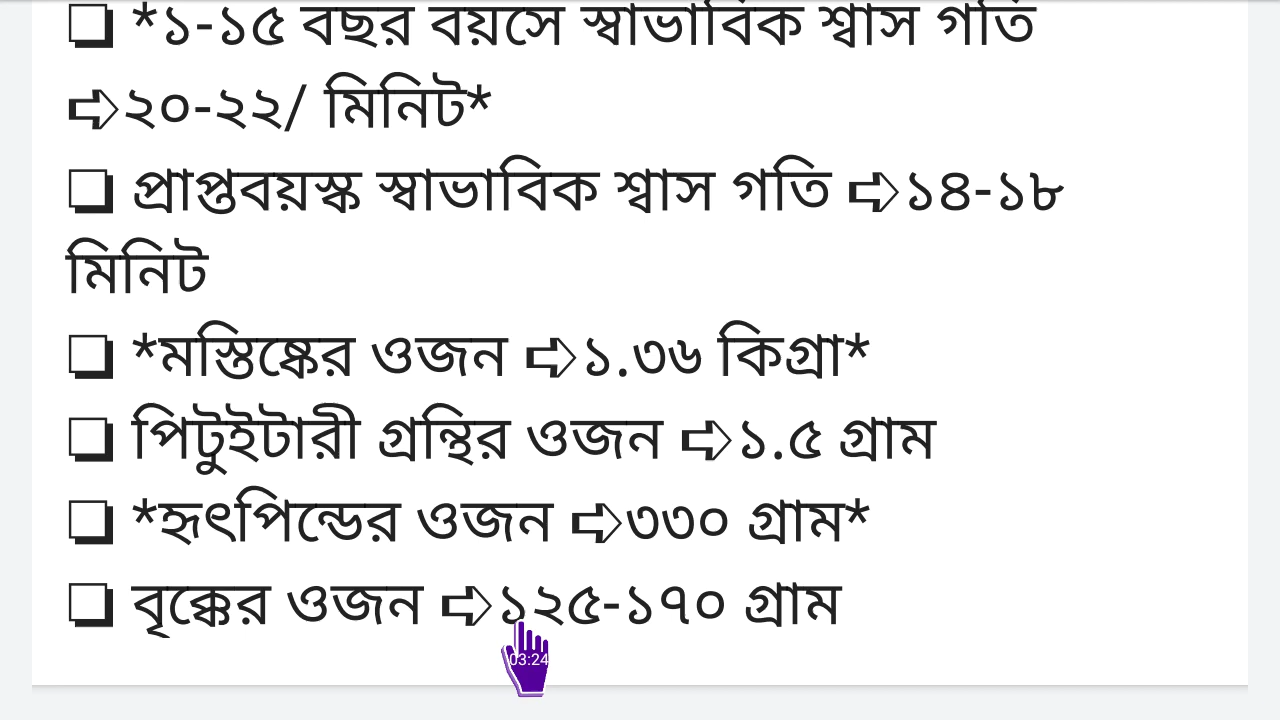 ❏ *১-১৫ বছর বয়সে স্বাভাবিক শ্বাস গতি
➪২০-২২/ মিনিট*
❏ প্রাপ্তবয়স্ক স্বাভাবিক শ্বাস গতি ➪১৪-১৮
মিনিট
❏ *মস্তিষ্কের ওজন ➪১.৩৬ কিগ্রা*
❏ পিটুইটারী গ্রন্থির ওজন ➪১.৫ গ্রাম
❏ *হৃৎপিন্ডের ওজন ➪৩৩০ গ্রাম*
❏ বৃক্কের ওজন ➪১২৫-১৭০ গ্রাম
03:24